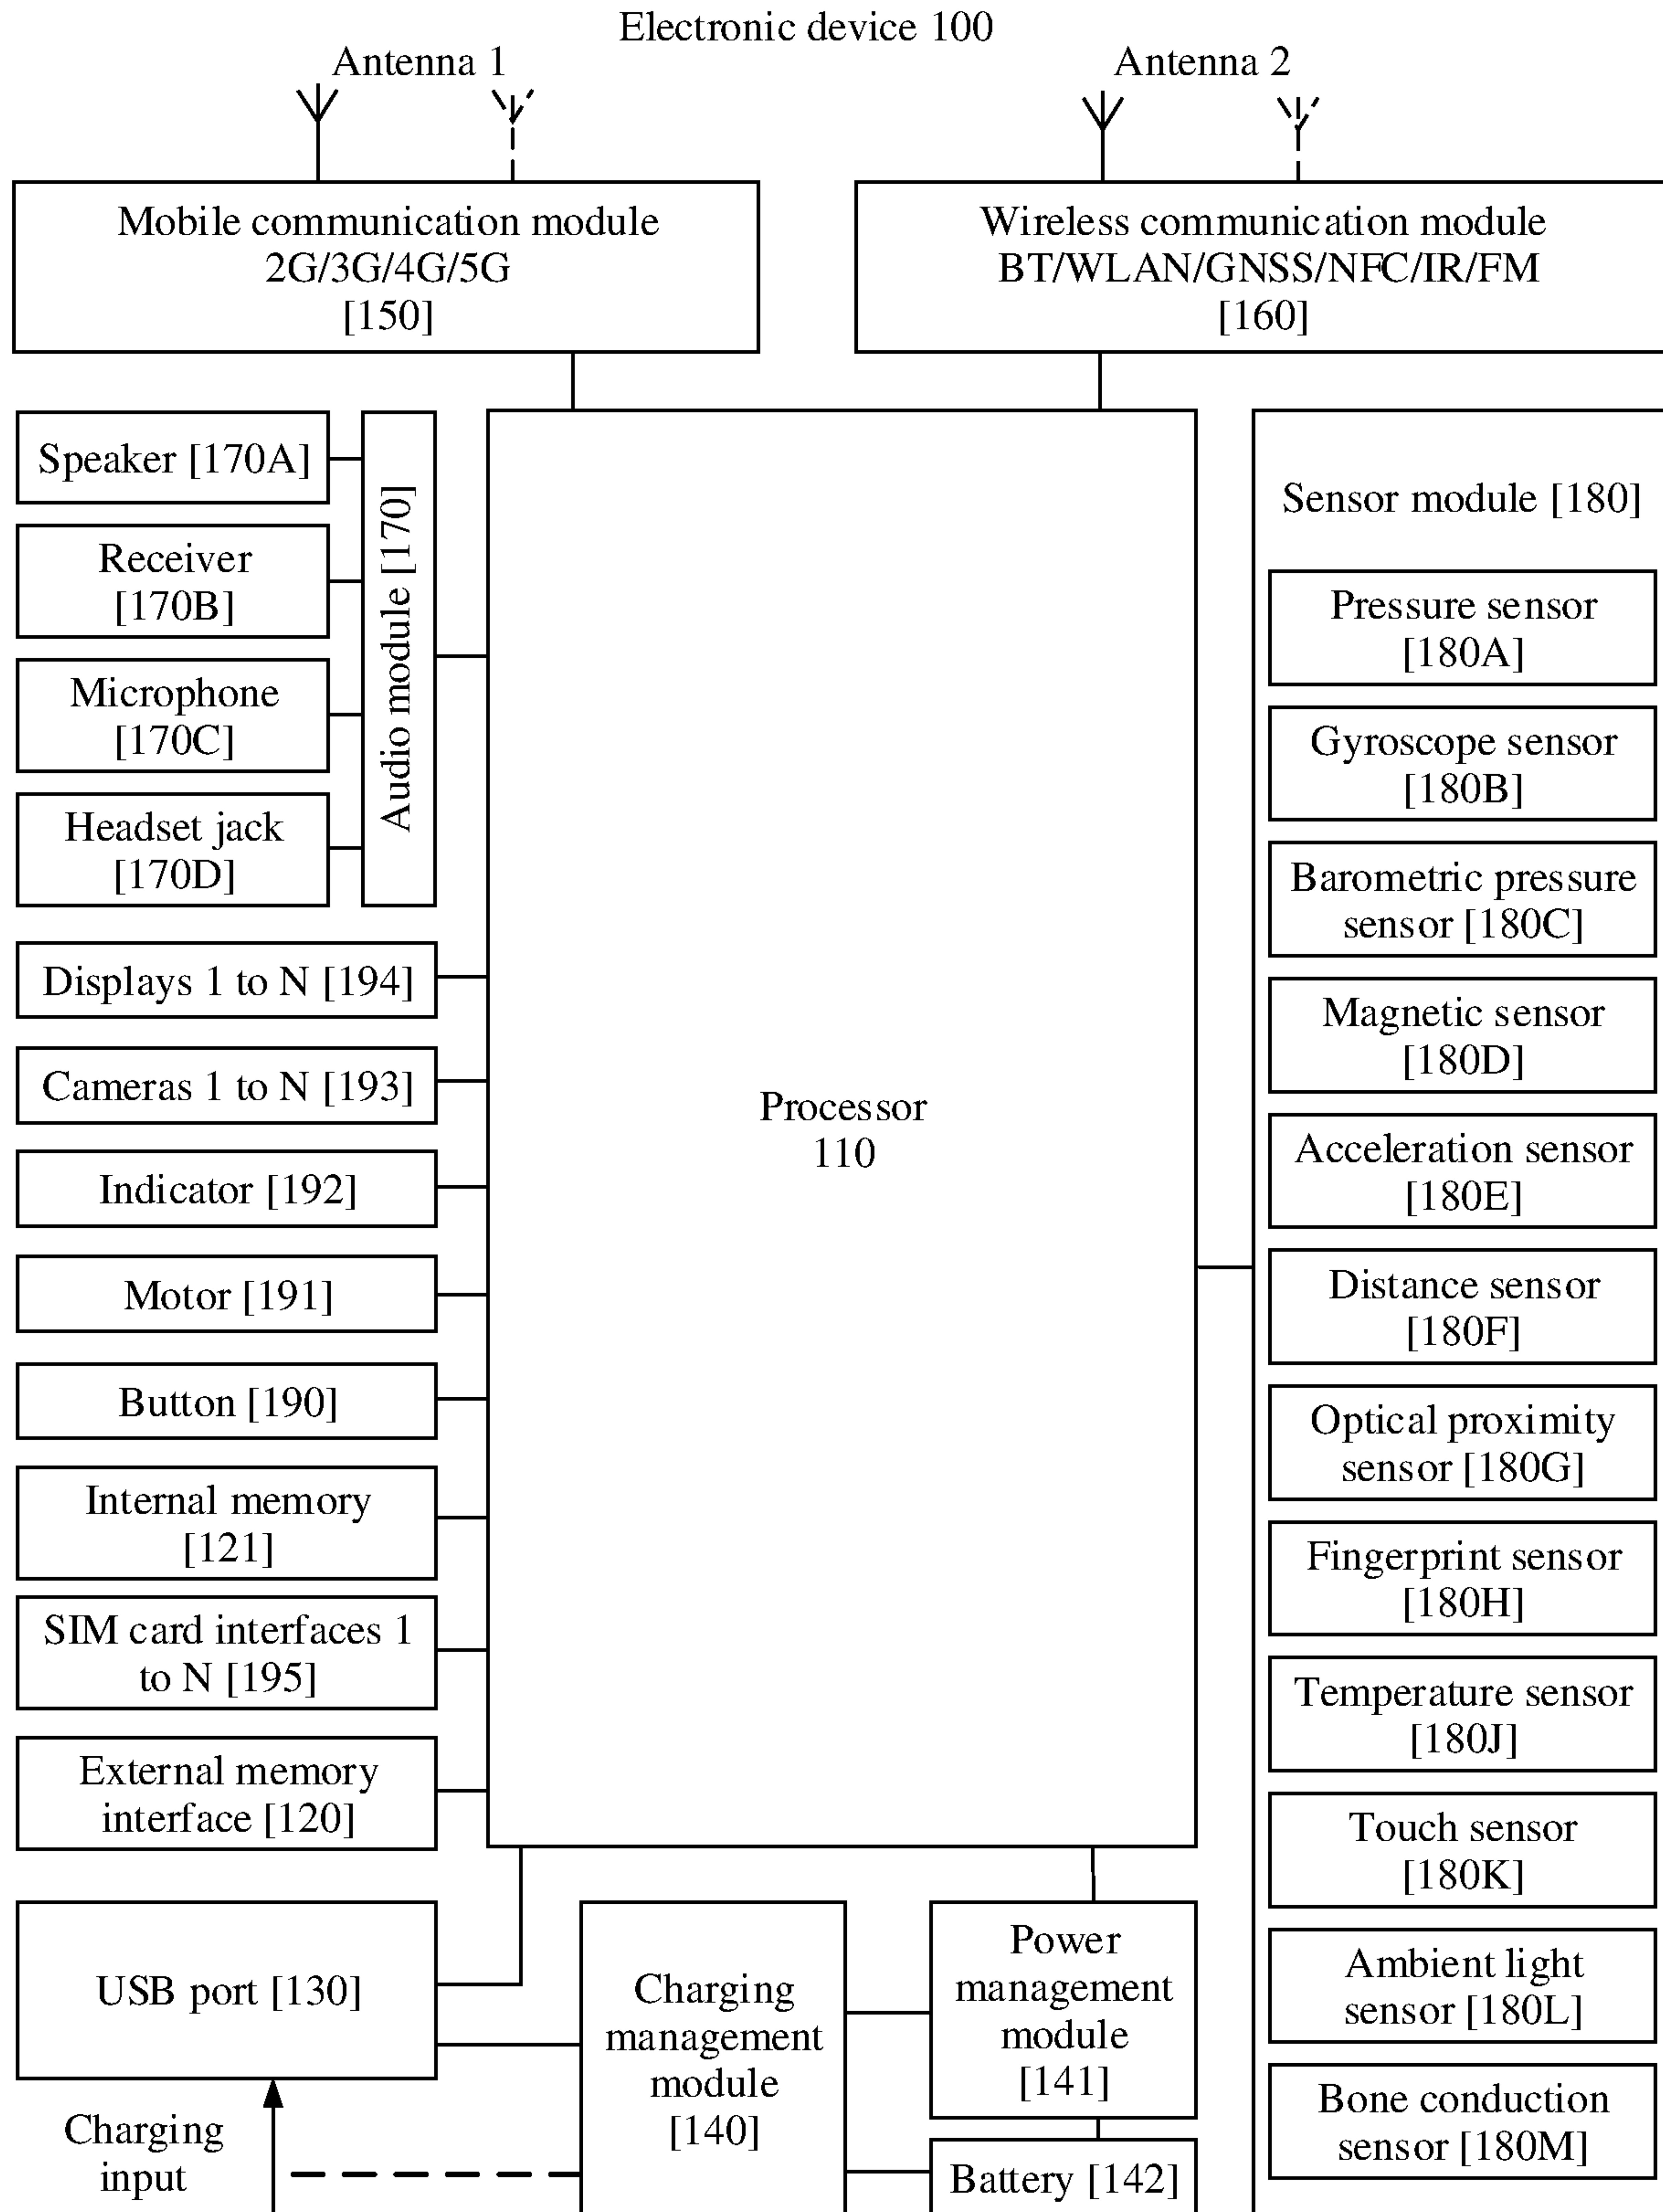 Electronic device 100
Antenna 1
Antenna 2
Mobile communication module
2G/3G/4G/5G
[150]
Wireless communication module
BT/WLAN/GNSS/NFC/IR/FM
[160]
Speaker [170A]
Receiver
[170B]
Microphone
[170C]
Headset jack
[170D]
Audio module [170]
Displays 1 to N [194]
Cameras 1 to N [193]
Indicator [192]
Motor [191]
Button [190]
Internal memory
[121]
SIM card interfaces 1
to N [195]
External memory
interface [120]
Processor
110
Sensor module [180]
Pressure sensor
[180A]
Gyroscope sensor
[180B]
Barometric pressure
sensor [180C]
Magnetic sensor
[180D]
Acceleration sensor
[180E]
Distance sensor
[180F]
Optical proximity
sensor [180G]
Fingerprint sensor
[180H]
Temperature sensor
[180J]
Touch sensor
[180K]
Ambient light
sensor [180L]
Bone conduction
sensor [180M]
USB port [130]
Charging
input
Charging
management
module
[140]
Power
management
module
[141]
Battery [142]